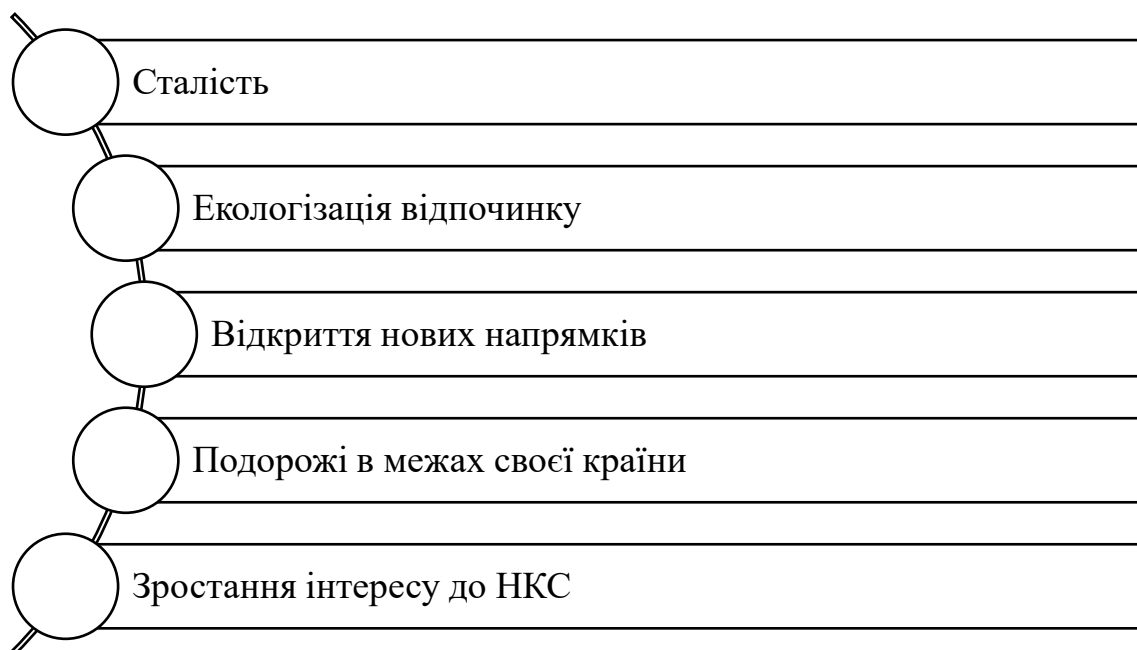 Сталість
Екологізація відпочинку
Відкриття нових напрямків
Подорожі в межах своєї країни
Зростання інтересу до НКС